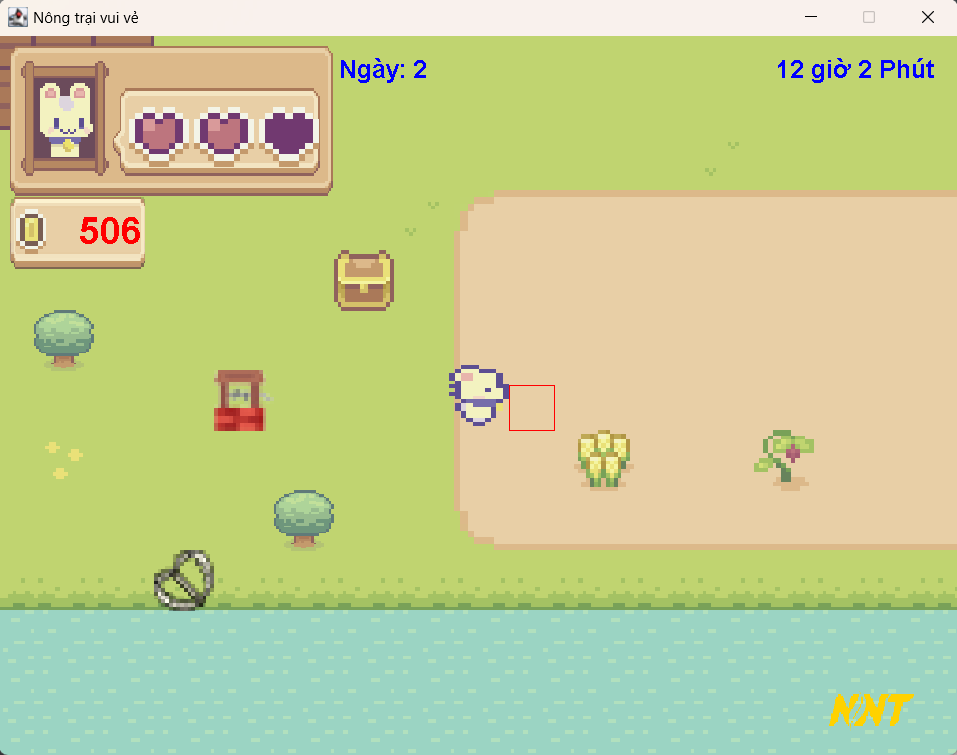 Nông trại vui vẻ
Ngày: 2
12 giờ 2 Phút
506
NNT